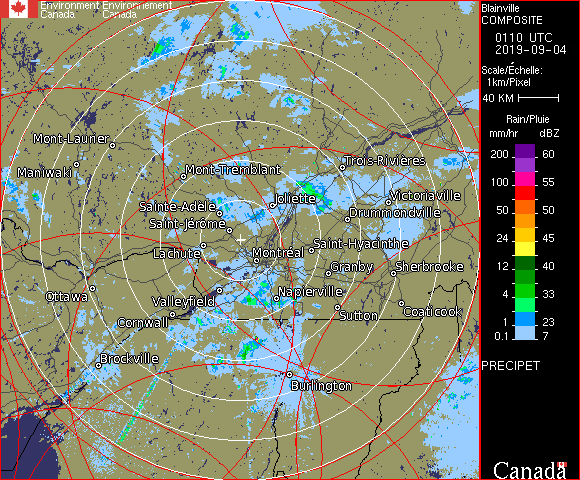 Environment Environnement
Canada Canada
Blainville
COMPOSITE
0110 UTC
2019-09-04
Scale/Échelle:
1km/Pixel
40 KM
Rain/Pluie
mm/hr dBZ
200 60
100 55
50 50
24 45
12 40
4 33
1 23
0.1 7
PRECIPET
Canada
Mont-Laurier
Maniwaki
Mont-Tremblant
Trois-Rivières
Joliette
Victoriaville
Sainte-Adèle
Drummondville
Saint-Jérôme
Saint-Hyacinthe
Lachute
Montréal
Granby
Sherbrooke
Ottawa
Valleyfield
Napierville
Coaticook
Cornwall
Sutton
Brockville
Burlington